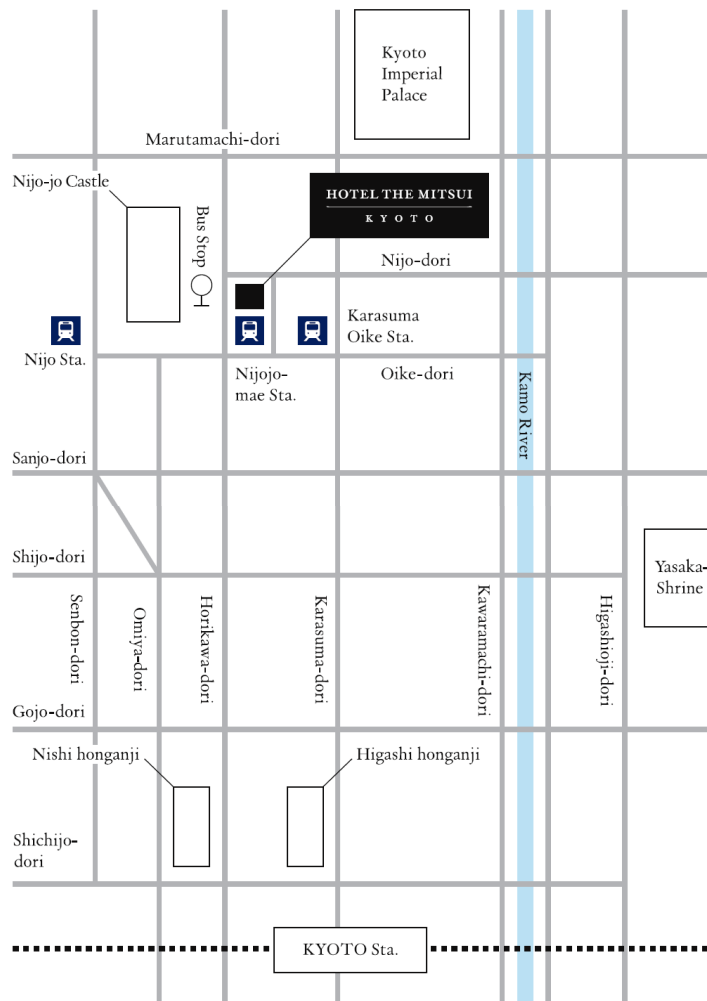 Kyoto
Imperial
Palace
Marutamachi-dori
Nijo-jo Castle
HOTEL THE MITSUI
KYOTO
Bus Stop
Nijo-dori
Karasuma
Oike Sta.
Nijo Sta.
Nijojo-
mae Sta.
Oike-dori
Kamo River
Sanjo-dori
Shijo-dori
Yasaka-
Shrine
Senbon-dori
Omiya-dori
Horikawa-dori
Karasuma-dori
Kawaramachi-dori
Higashioji-dori
Gojo-dori
Nishi honganji
Higashi honganji
Shichijo-
dori
KYOTO Sta.